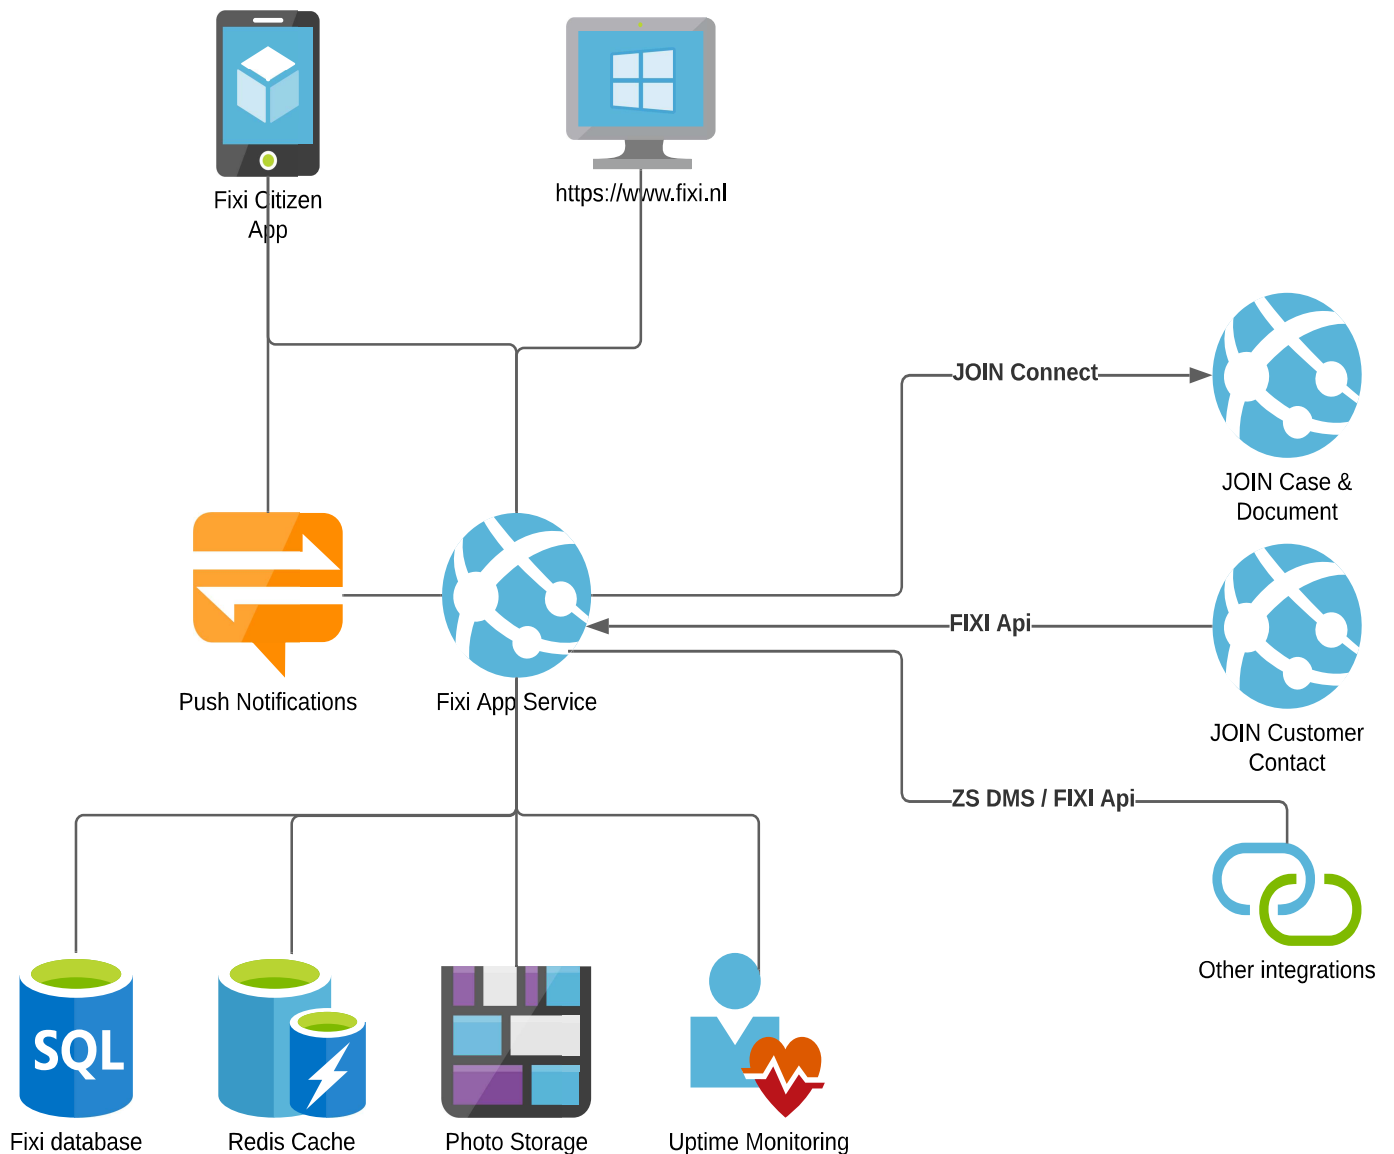 Fixi Citizen
App
https://www.fixi.nl
JOIN Connect
JOIN Case &
Document
FIXI Api
Push Notifications
Fixi App Service
JOIN Customer
Contact
ZS DMS / FIXI Api
Other integrations
SQL
Fixi database
Redis Cache
Photo Storage
Uptime Monitoring